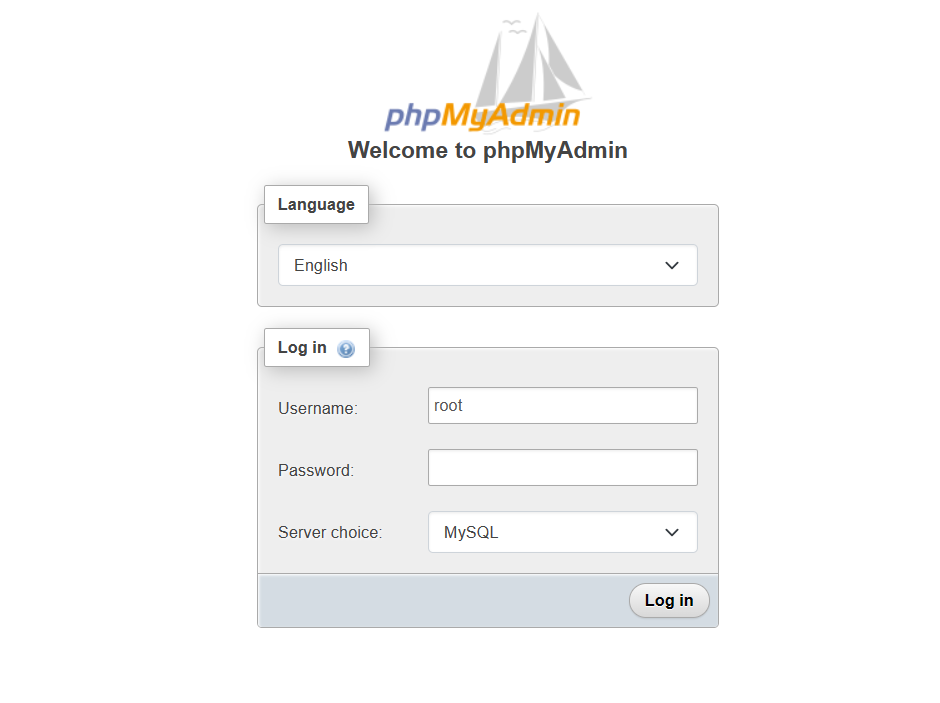 phpMyAdmin
Welcome to phpMyAdmin
Language
English
Log in
Username:
root
Password:
Server choice:
MySQL
Log in